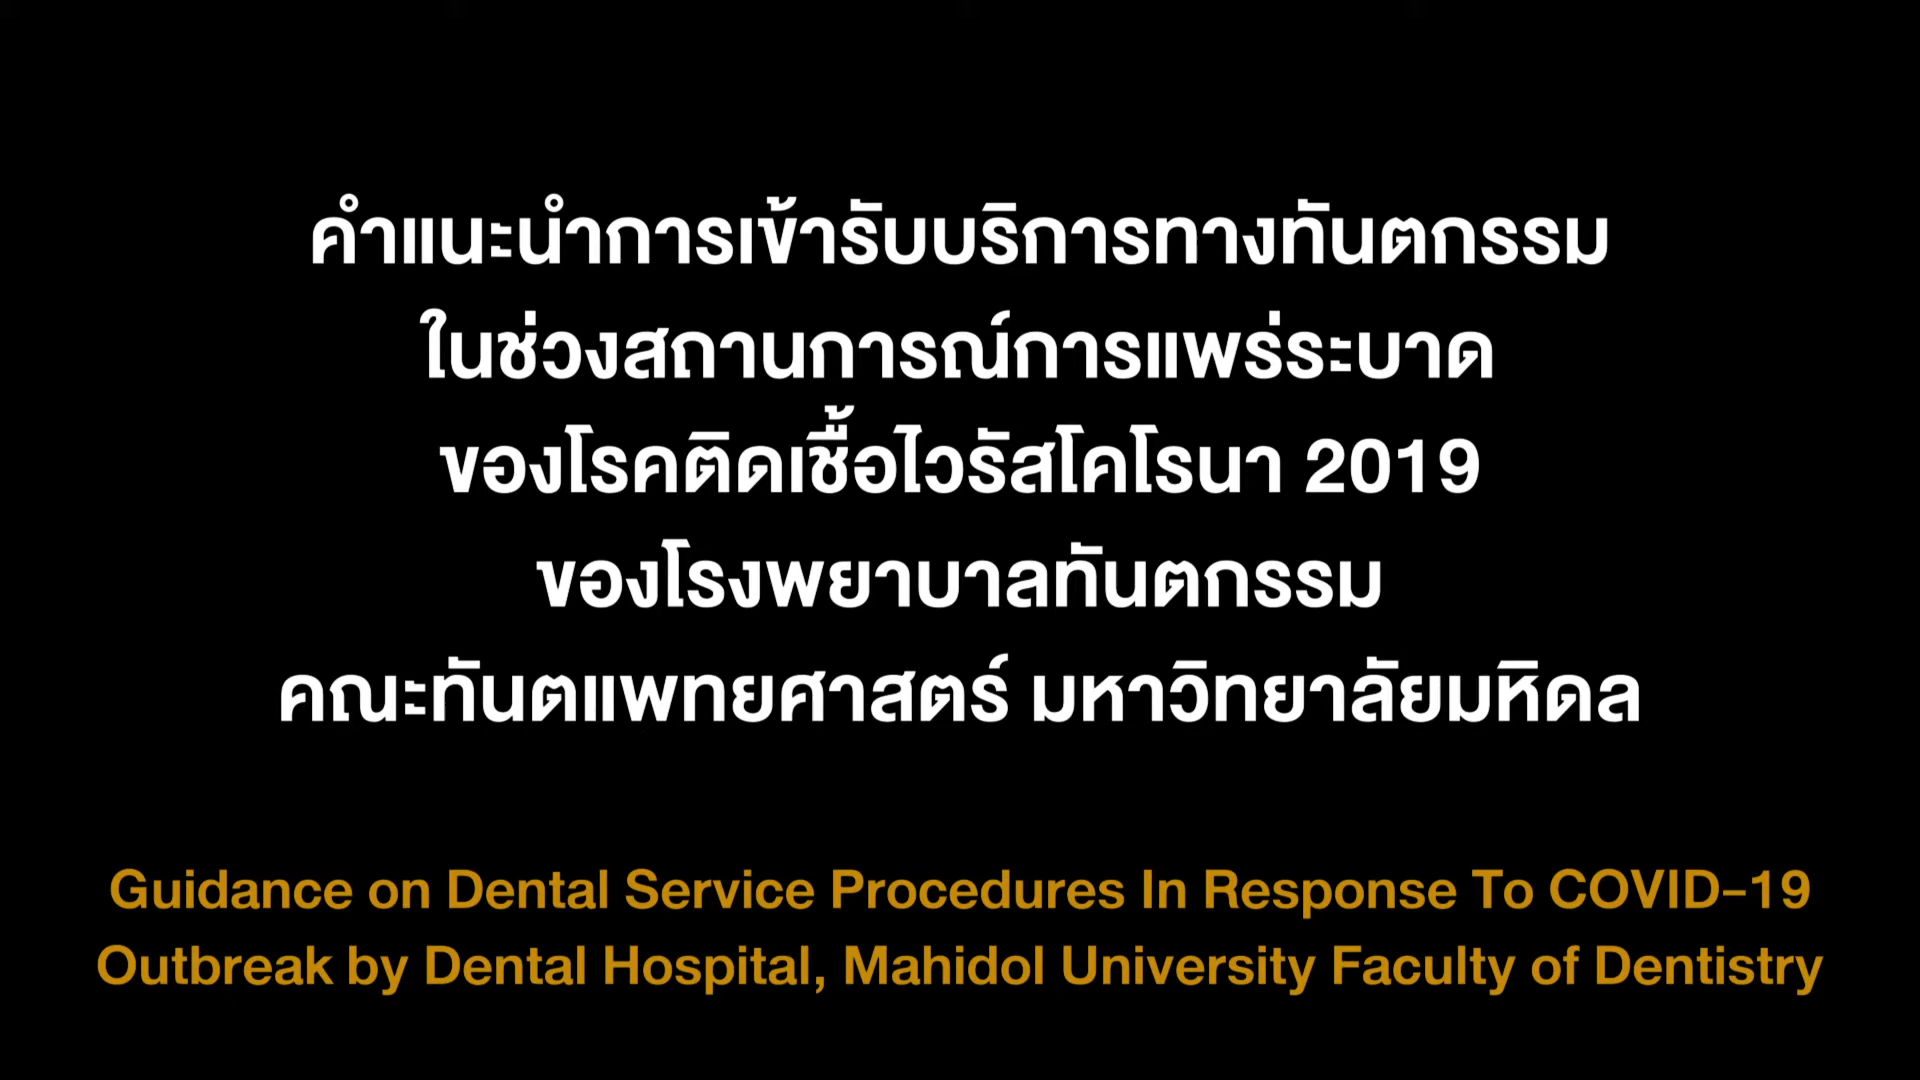 คำแนะนำการเข้ารับบริการทางทันตกรรม
ในช่วงสถานการณ์การแพร่ระบาด
ของโรคติดเชื้อไวรัสโคโรนา 2019
ของโรงพยาบาลทันตกรรม
คณะทันตแพทยศาสตร์ มหาวิทยาลัยมหิดล
Guidance on Dental Service Procedures In Response To COVID-19
Outbreak by Dental Hospital, Mahidol University Faculty of Dentistry